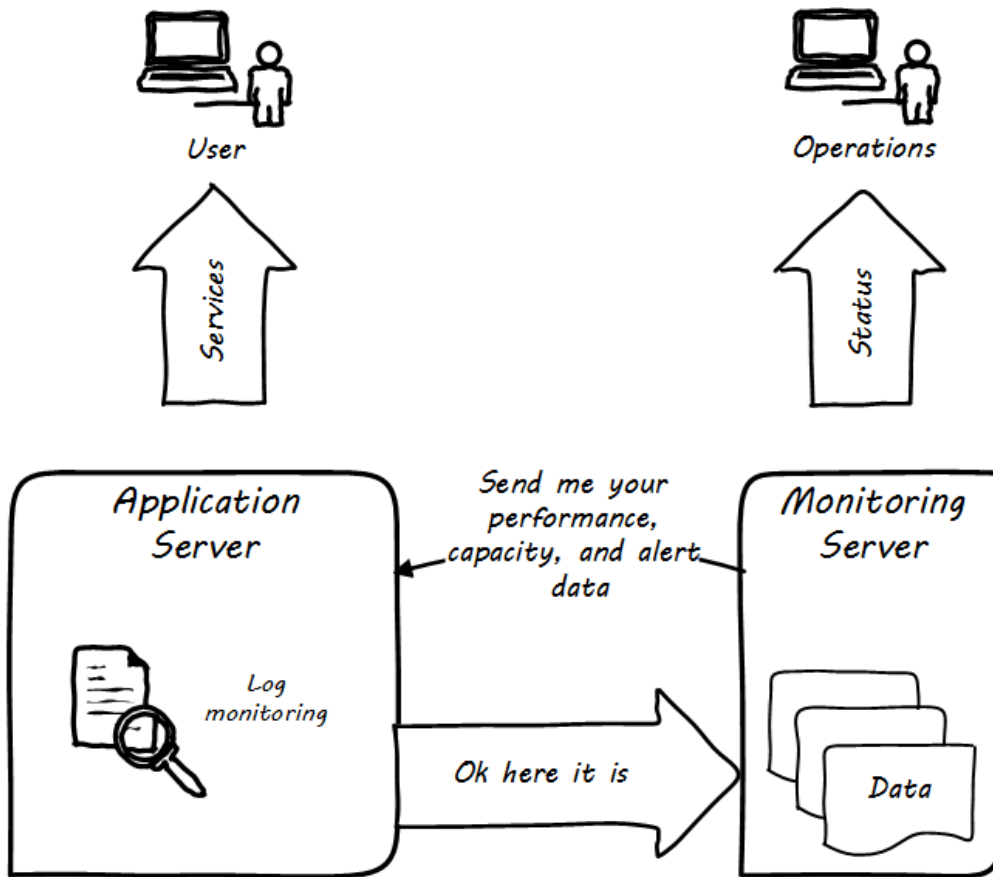 User
Operations
Services
Status
Application
Server
Send me your
performance,
capacity, and alert
data
Monitoring
Server
Log
monitoring
Ok here it is
Data